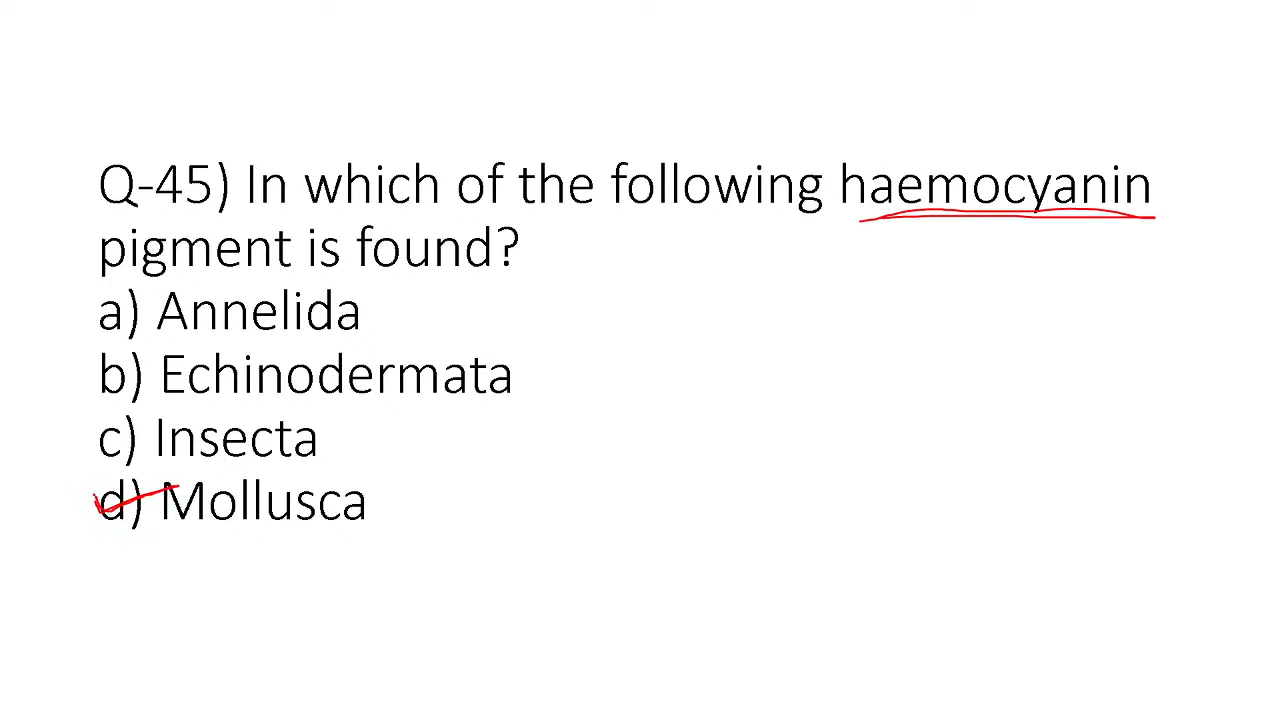 Q-45) In which of the following haemocyanin
pigment is found?
a) Annelida
b) Echinodermata
c) Insecta
d) Mollusca